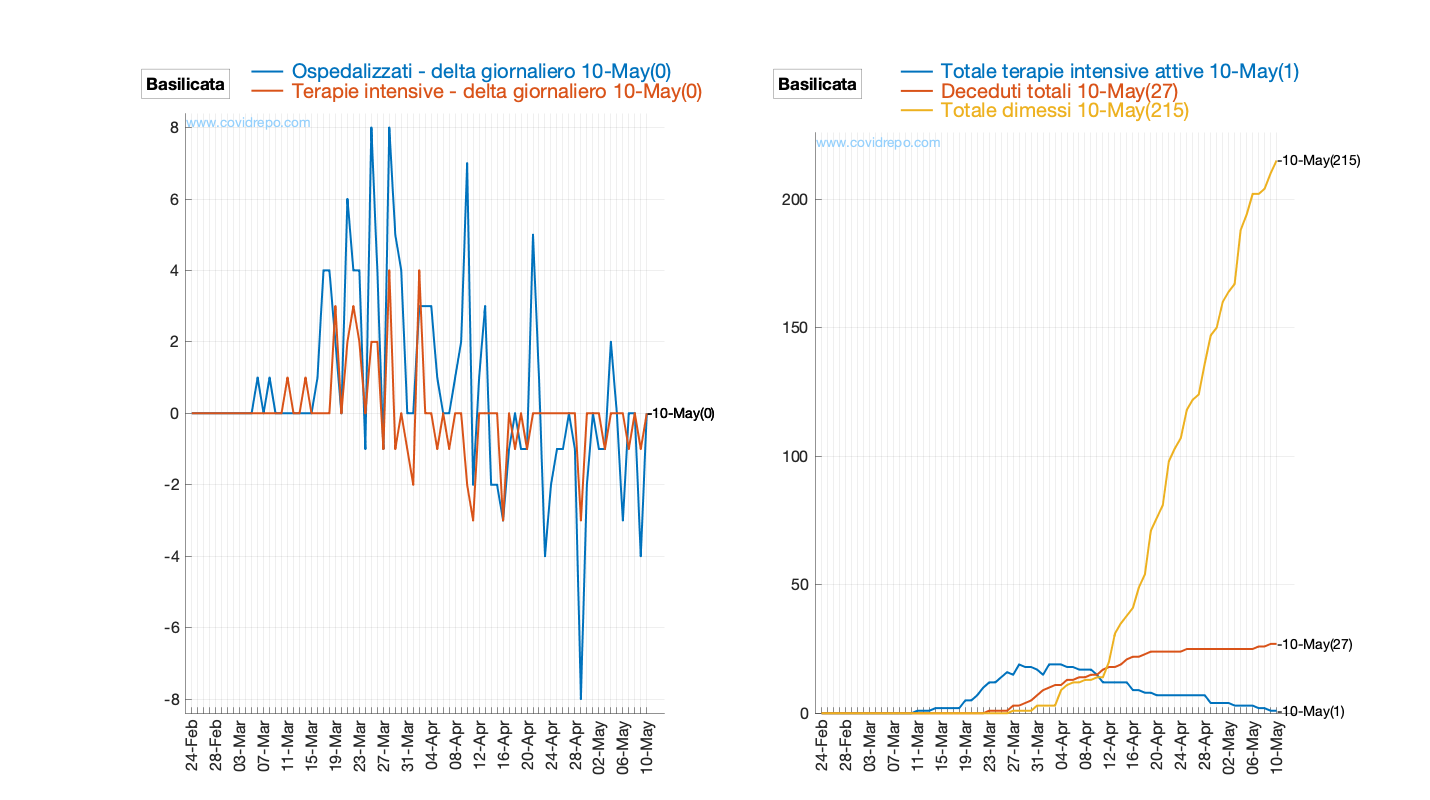 Basilicata
Ospedalizzati - delta giornaliero 10-May(0)
Terapie intensive - delta giornaliero 10-May(0)
www.covidrepo.com
8
6
4
2
0
-2
-4
-6
-8
-10-May(0)
24-Feb
28-Feb
03-Mar
07-Mar
11-Mar
15-Mar
19-Mar
23-Mar
27-Mar
31-Mar
04-Apr
08-Apr
12-Apr
16-Apr
20-Apr
24-Apr
28-Apr
02-May
06-May
10-May
Basilicata
Totale terapie intensive attive 10-May(1)
Deceduti totali 10-May(27)
Totale dimessi 10-May(215)
www.covidrepo.com
200
150
100
50
0
-10-May(215)
-10-May(27)
-10-May(1)
24-Feb
28-Feb
03-Mar
07-Mar
11-Mar
15-Mar
19-Mar
23-Mar
27-Mar
31-Mar
04-Apr
08-Apr
12-Apr
16-Apr
20-Apr
24-Apr
28-Apr
02-May
06-May
10-May